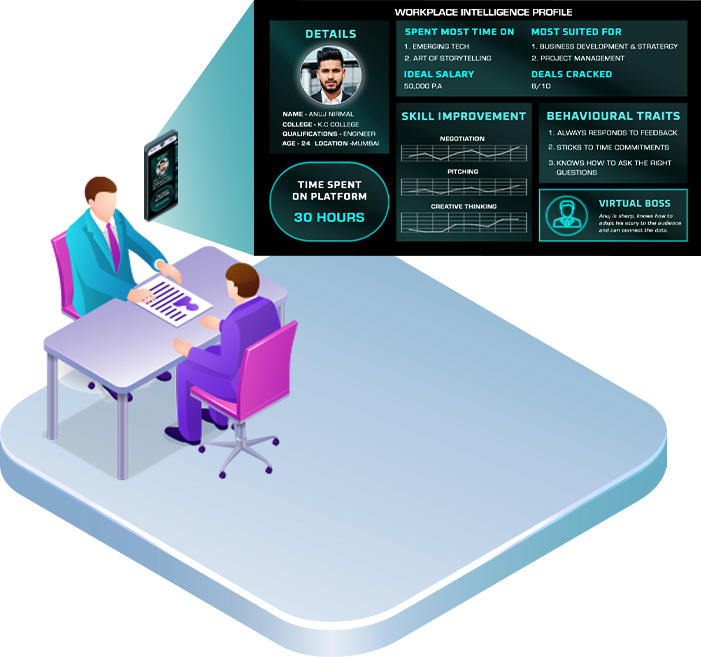 WORKPLACE INTELLIGENCE PROFILE
DETAILS
NAME - ANUJ NIRMAL
COLLEGE - K.C COLLEGE
QUALIFICATIONS - ENGINEER
AGE - 24 LOCATION -MUMBAI
TIME SPENT
ON PLATFORM
30 HOURS
SPENT MOST TIME ON
1. EMERGING TECH
2. ART OF STORYTELLING
IDEAL SALARY
50,000 P.A
MOST SUITED FOR
1. BUSINESS DEVELOPMENT & STRATERGY
2. PROJECT MANAGEMENT
DEALS CRACKED
8/10
SKILL IMPROVEMENT
NEGOTIATION
PITCHING
CREATIVE THINKING
BEHAVIOURAL TRAITS
1. ALWAYS RESPONDS TO FEEDBACK
2. STICKS TO TIME COMMITMENTS
3. KNOWS HOW TO ASK THE RIGHT
QUESTIONS
VIRTUAL BOSS
Anuj is sharp, knows how to
adapt his story to the audience
and can connect the dots.